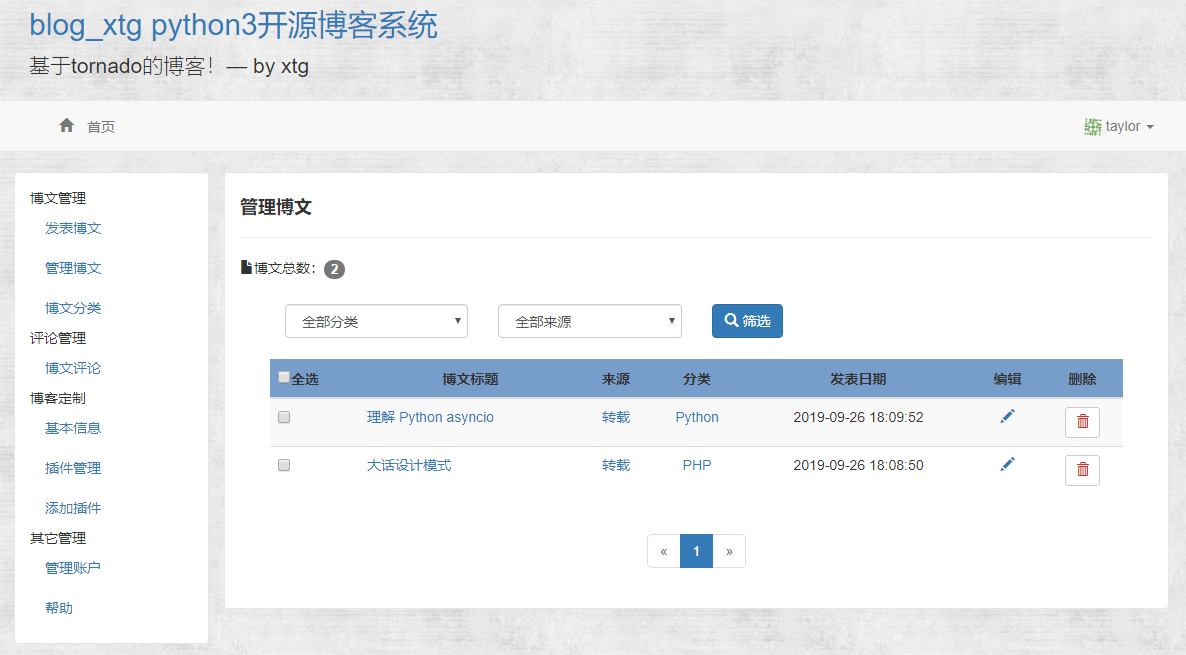 blog_xtg python3开源博客系统
基于tornado的博客！— by xtg
首页
taylor
博文管理
发表博文
管理博文
博文分类
评论管理
博文评论
博客定制
基本信息
插件管理
添加插件
其它管理
管理账户
帮助
管理博文
博文总数： 2
全部分类 全部来源 筛选
全选 博文标题 来源 分类 发表日期 编辑 删除
理解 Python asyncio 转载 Python 2019-09-26 18:09:52
大话设计模式 转载 PHP 2019-09-26 18:08:50
« 1 »